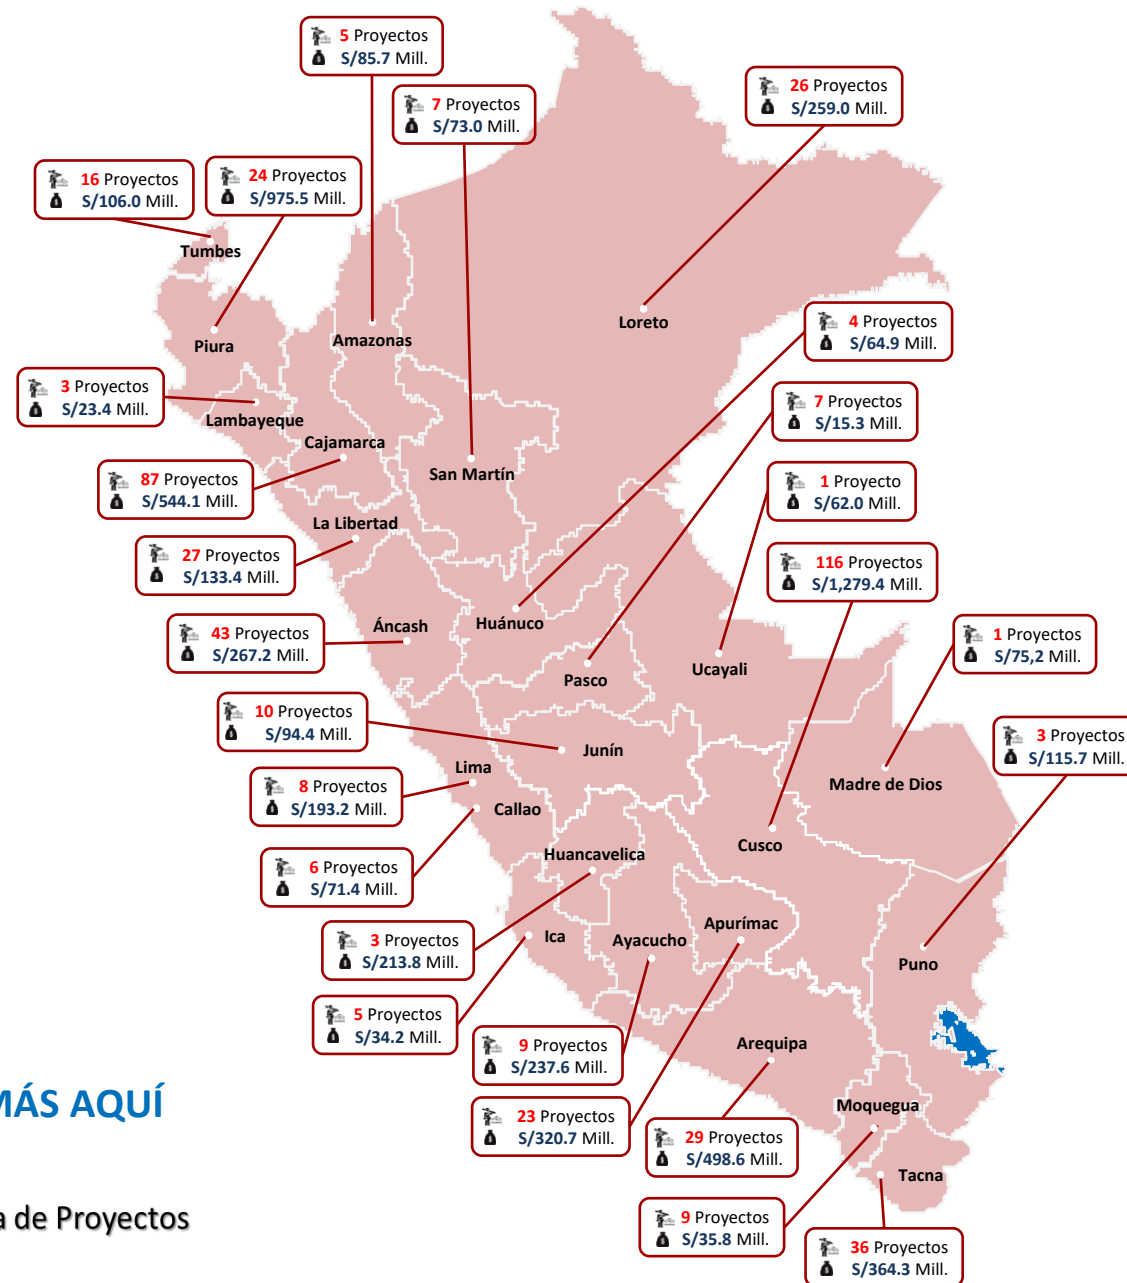 5 Proyectos
S/85.7 Mill.
26 Proyectos
S/259.0 Mill.
7 Proyectos
S/73.0 Mill.
16 Proyectos
S/106.0 Mill.
24 Proyectos
S/975.5 Mill.
Tumbes
Loreto
Piura
Amazonas
4 Proyectos
S/64.9 Mill.
3 Proyectos
S/23.4 Mill.
7 Proyectos
S/15.3 Mill.
Lambayeque
Cajamarca
San Martín
87 Proyectos
S/544.1 Mill.
1 Proyecto
S/62.0 Mill.
La Libertad
27 Proyectos
S/133.4 Mill.
116 Proyectos
S/1,279.4 Mill.
43 Proyectos
S/267.2 Mill.
Áncash
Huánuco
1 Proyectos
S/75,2 Mill.
Pasco
Ucayali
10 Proyectos
S/94.4 Mill.
3 Proyectos
S/115.7 Mill.
Junín
Lima
Madre de Dios
8 Proyectos
S/193.2 Mill.
Callao
Cusco
Huancavelica
6 Proyectos
S/71.4 Mill.
Apurímac
3 Proyectos
S/213.8 Mill.
Ica
Ayacucho
Puno
5 Proyectos
S/34.2 Mill.
9 Proyectos
S/237.6 Mill.
Arequipa
MÁS AQUÍ
Moquegua
23 Proyectos
S/320.7 Mill.
29 Proyectos
S/498.6 Mill.
Tacna
a de Proyectos
9 Proyectos
S/35.8 Mill.
36 Proyectos
S/364.3 Mill.